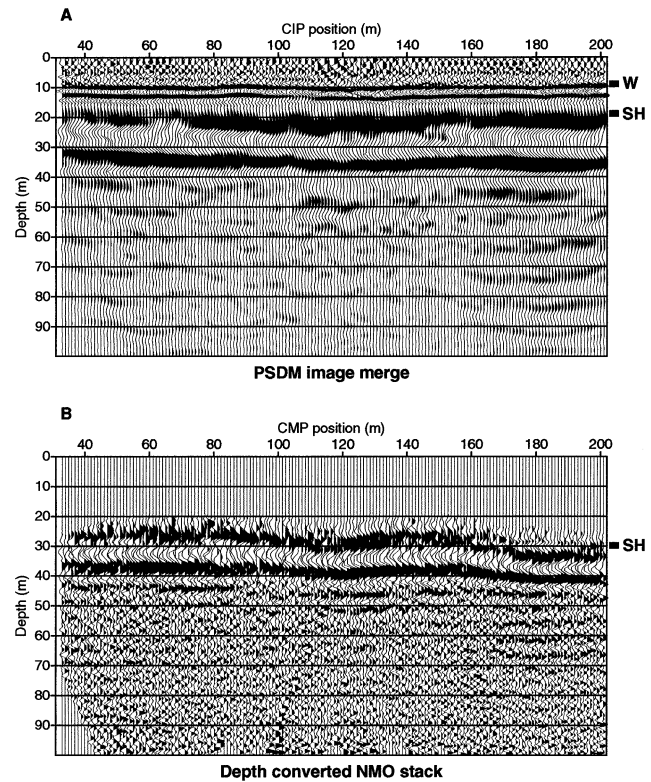 A
CIP position (m)
40 60 80 100 120 140 160 180 200
0
10
20
30
40
50
60
70
80
90
Depth (m)
W
SH
PSDM image merge
B
CMP position (m)
40 60 80 100 120 140 160 180 200
0
10
20
30
40
50
60
70
80
90
Depth (m)
SH
Depth converted NMO stack